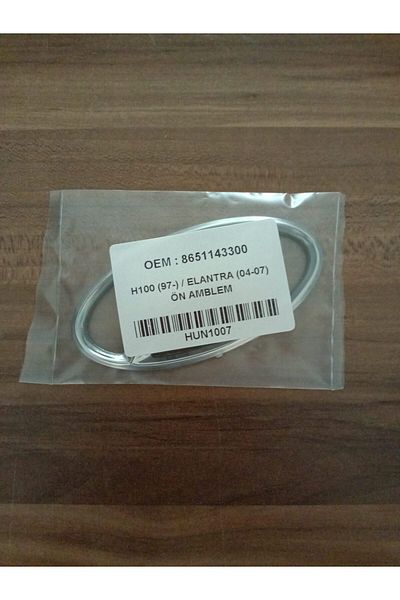 OEM : 8651143300
H100 (97-) / ELANTRA (04-07)
ÖN AMBLEM
HUN1007